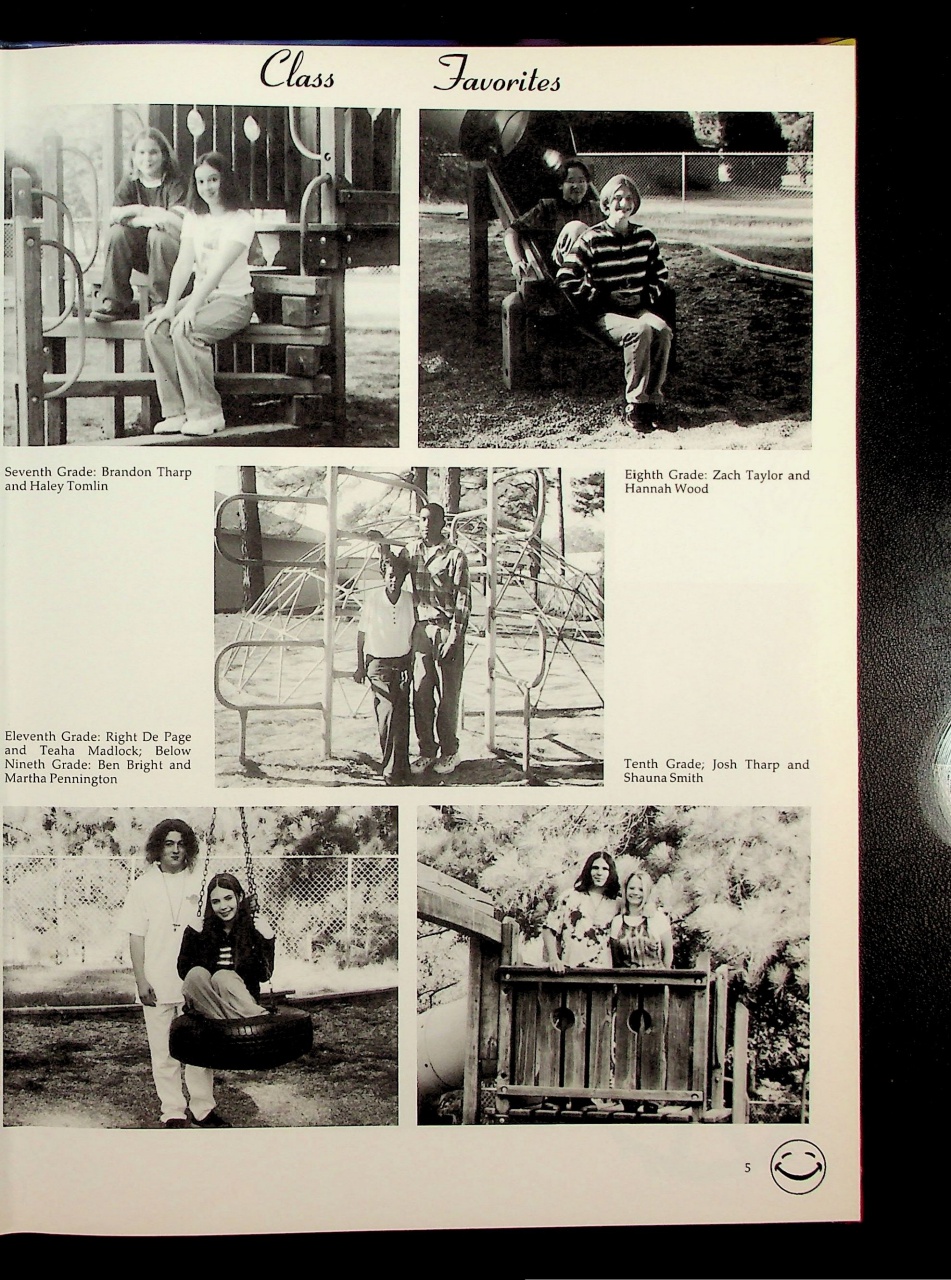 Class Favorites
Seventh Grade: Brandon Tharp
and Haley Tomlin
Eighth Grade: Zach Taylor and
Hannah Wood
Eleventh Grade: Right De Page
and Teaha Madlock; Below
Nineth Grade: Ben Bright and
Martha Pennington
Tenth Grade; Josh Tharp and
Shauna Smith
5